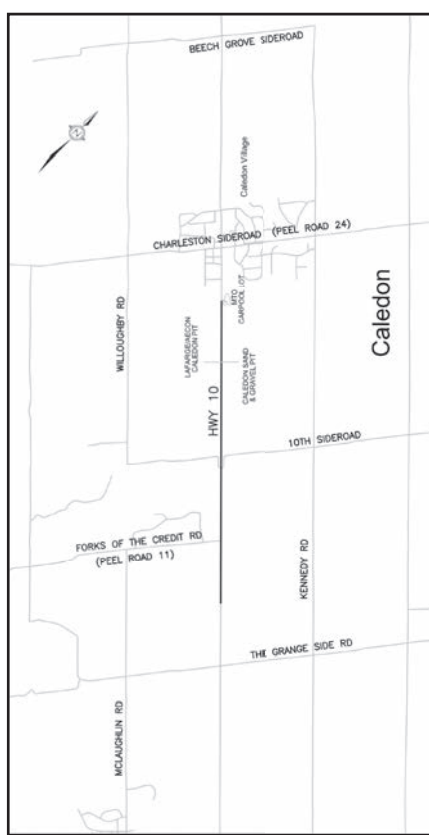 BEECH GROVE SIDEROAD
N
Caledon Village
CHARLESTON SIDEROAD (PEEL ROAD 24)
WILLOUGHBY RD
MTO
CARPOOL LOT
LAFARGE/AECON
CALEDON PIT
CALEDON SAND
& GRAVEL PIT
Caledon
HWY 10
10TH SIDEROAD
FORKS OF THE CREDIT RD
(PEEL ROAD 11)
KENNEDY RD
THE GRANGE SIDE RD
MCLAUGHLIN RD